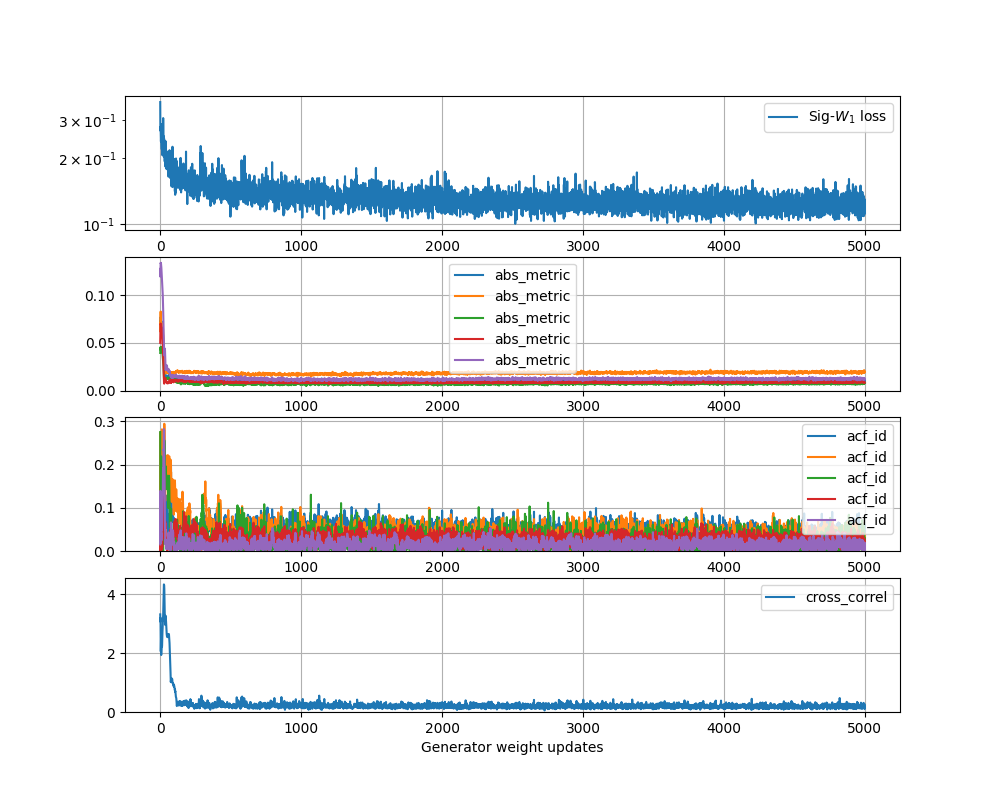 3 × 10⁻¹
2 × 10⁻¹
10⁻¹
Sig-W₁ loss
0 1000 2000 3000 4000 5000
0.10
0.05
0.00
abs_metric
abs_metric
abs_metric
abs_metric
abs_metric
0 1000 2000 3000 4000 5000
0.3
0.2
0.1
0.0
acf_id
acf_id
acf_id
acf_id
acf_id
0 1000 2000 3000 4000 5000
4
2
0
cross_correl
0 1000 2000 3000 4000 5000
Generator weight updates